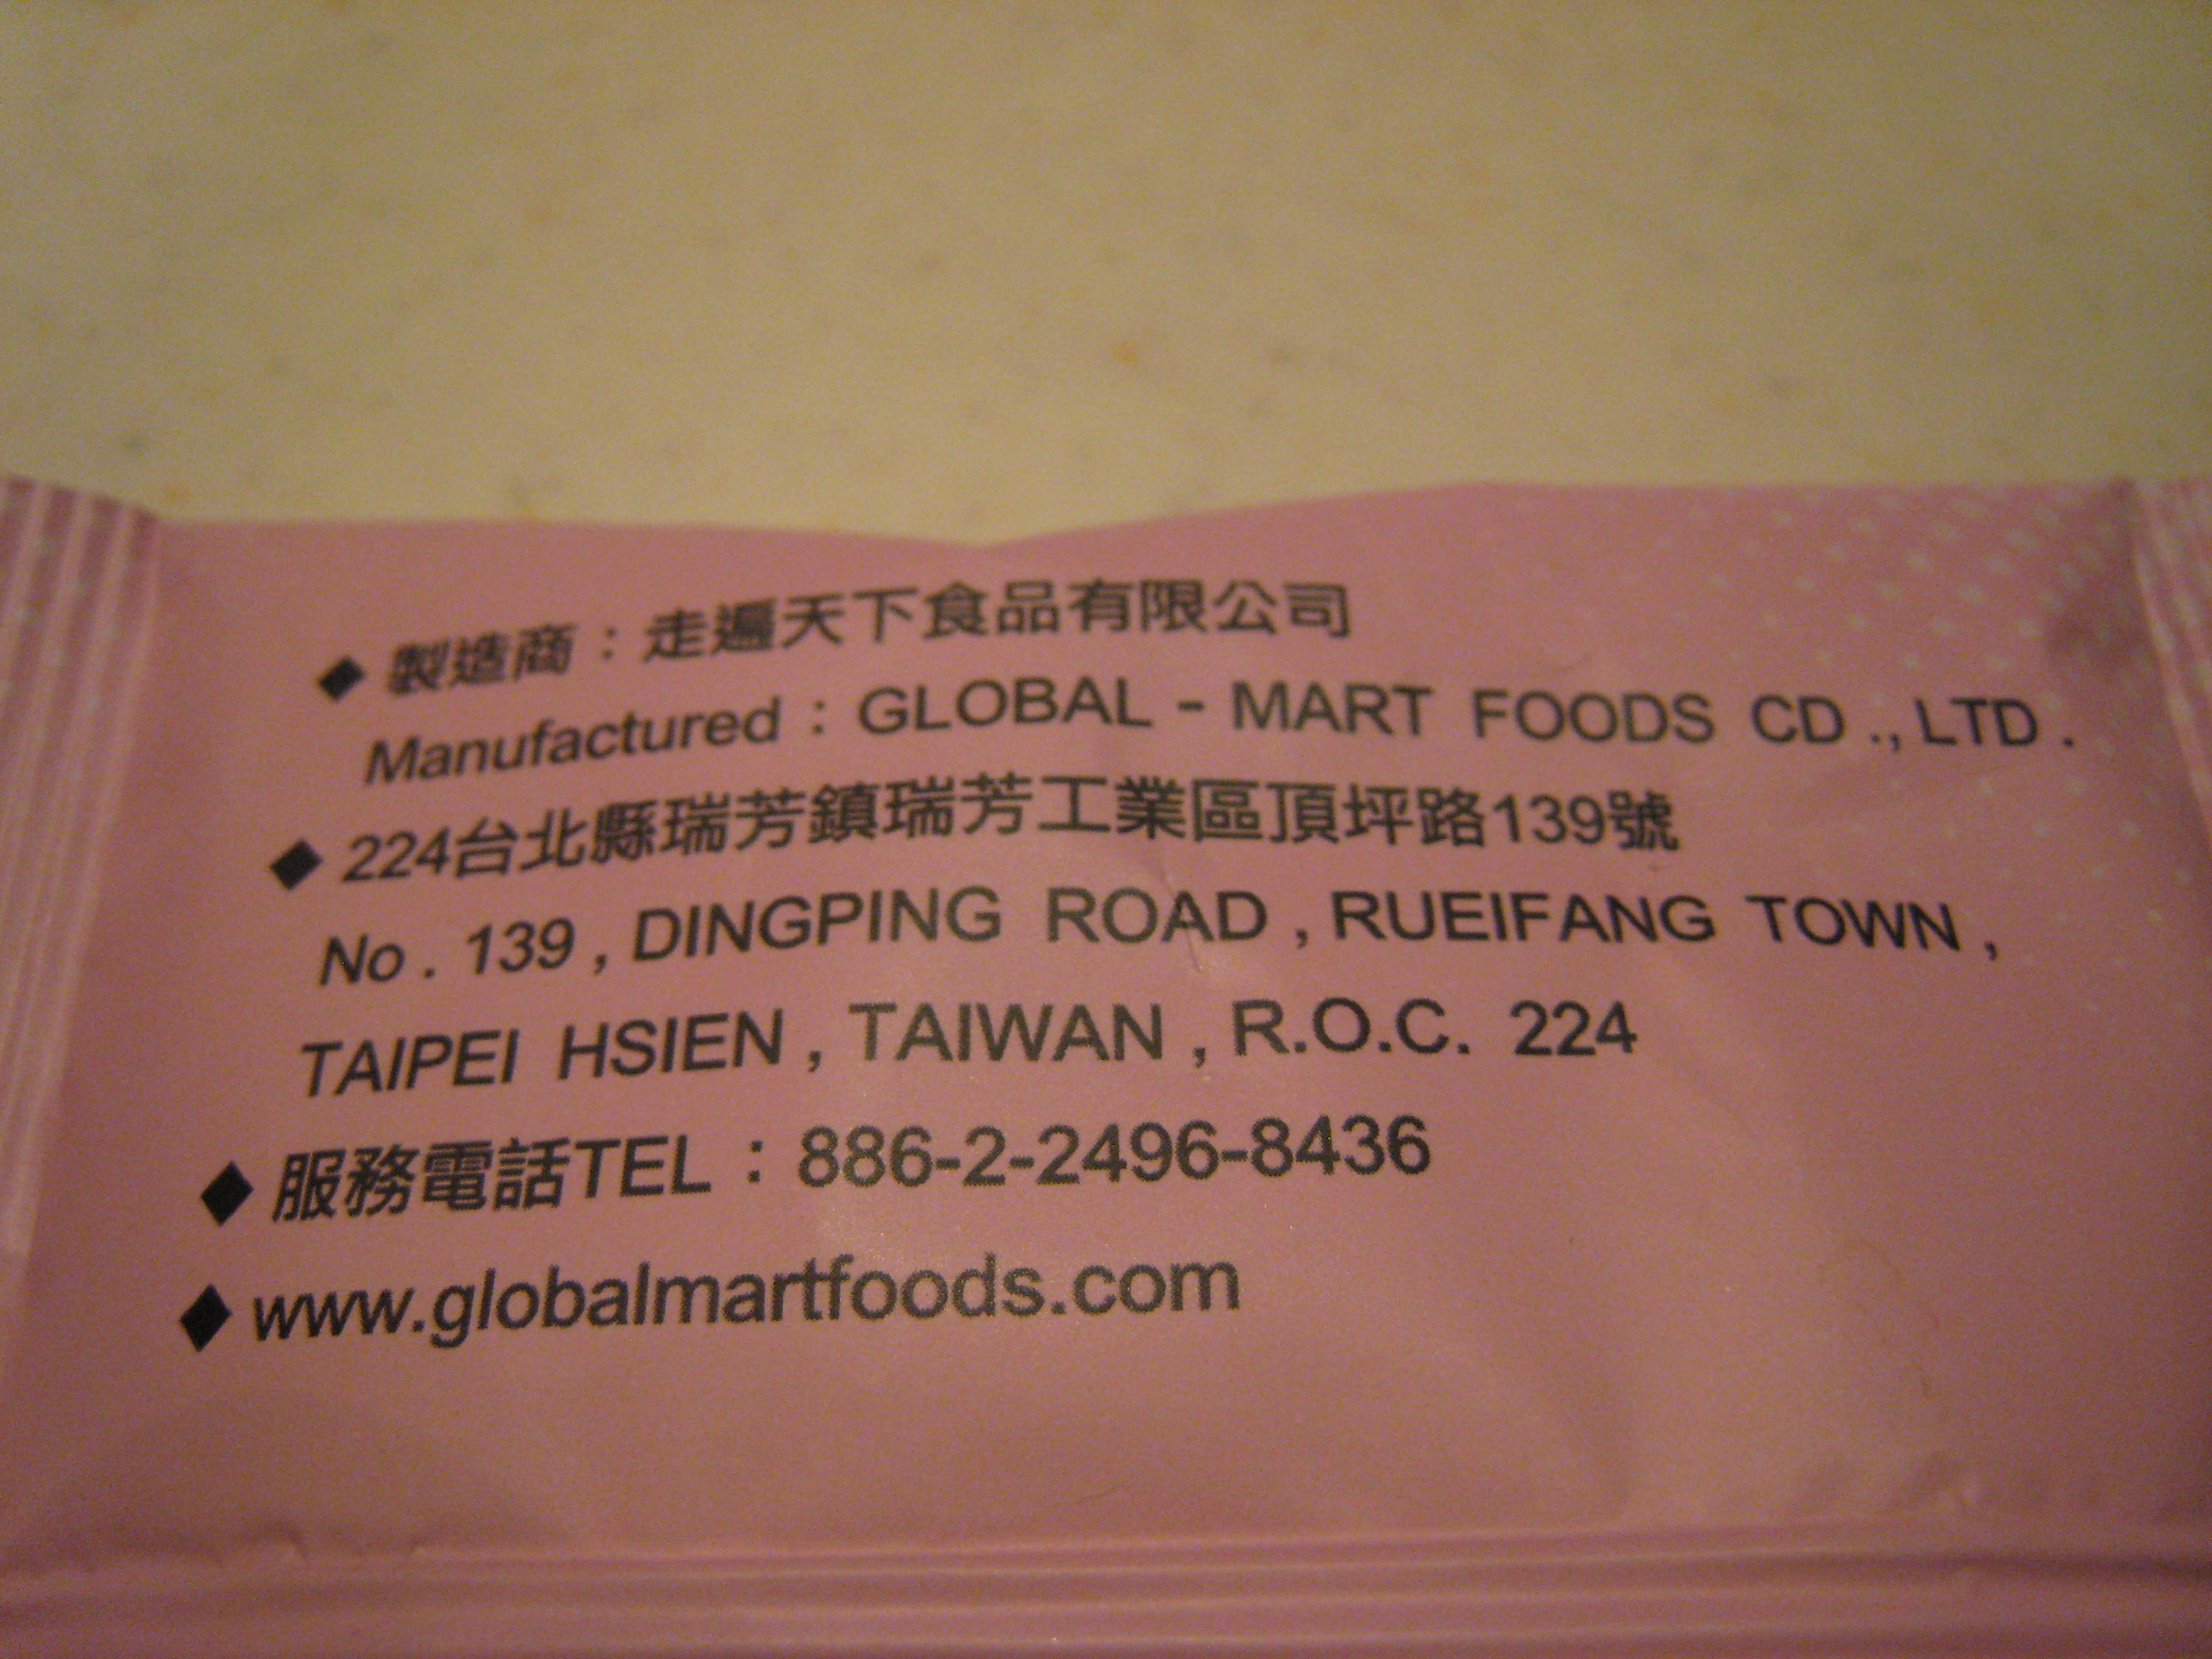 ◆製造商：走遍天下食品有限公司
Manufactured : GLOBAL - MART FOODS CD ., LTD .
◆224台北縣瑞芳鎮瑞芳工業區頂坪路139號
No . 139 , DINGPING ROAD , RUEIFANG TOWN ,
TAIPEI HSIEN , TAIWAN , R.O.C. 224
◆服務電話TEL：886-2-2496-8436
◆www.globalmartfoods.com